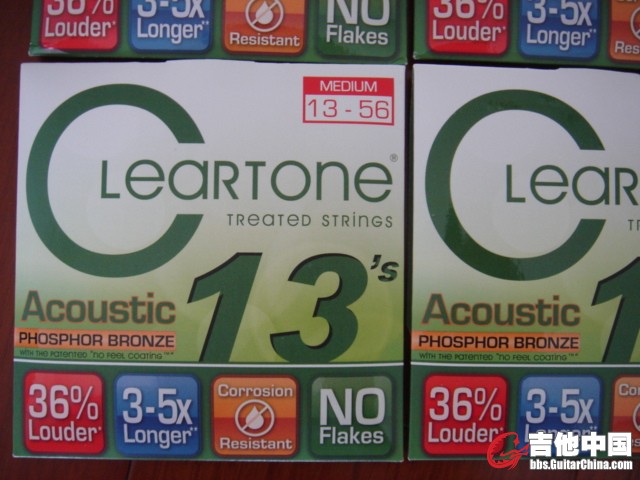 36% Louder* 3-5x Longer** Resistant NO Flakes
36% Louder* 3-5x Longer**
MEDIUM
13 - 56
CLEARTONE®
TREATED STRINGS
13's
Acoustic
PHOSPHOR BRONZE
WITH THE PATENTED "NO FEEL COATING"™*
36% Louder*
3-5x Longer**
Corrosion Resistant
NO Flakes
CLEAR
Acoustic
PHOSPHOR BRONZE
WITH THE PATENTED "NO FEEL COATING"™*
36% Louder*
3-5x Longer**
吉他中国
bbs.GuitarChina.com